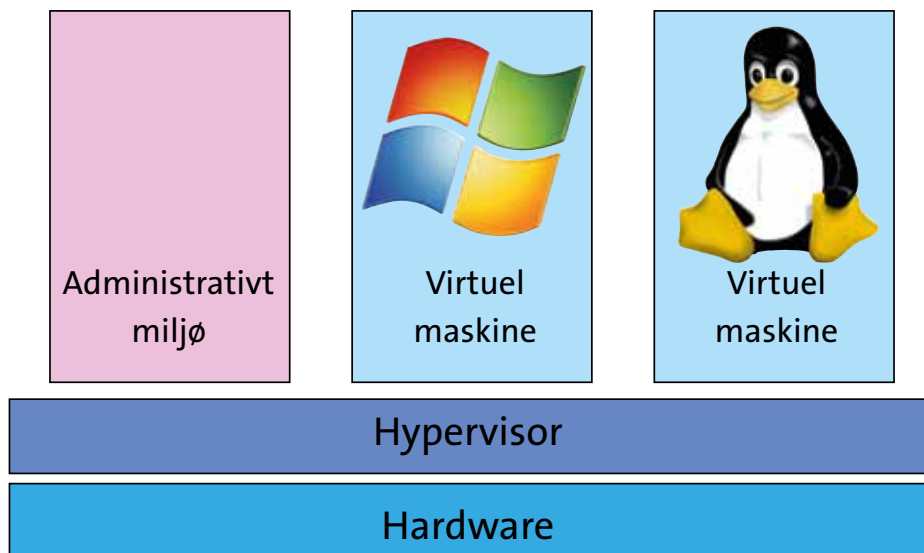 Administrativt
miljø
Virtuel
maskine
Virtuel
maskine
Hypervisor
Hardware